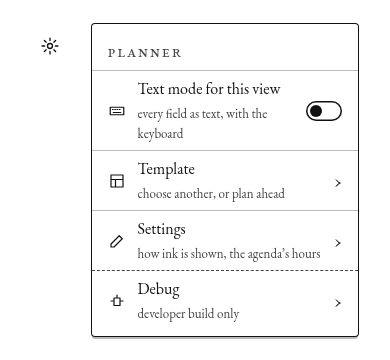 PLANNER
Text mode for this view
every field as text, with the
keyboard
Template
choose another, or plan ahead
Settings
how ink is shown, the agenda’s hours
Debug
developer build only